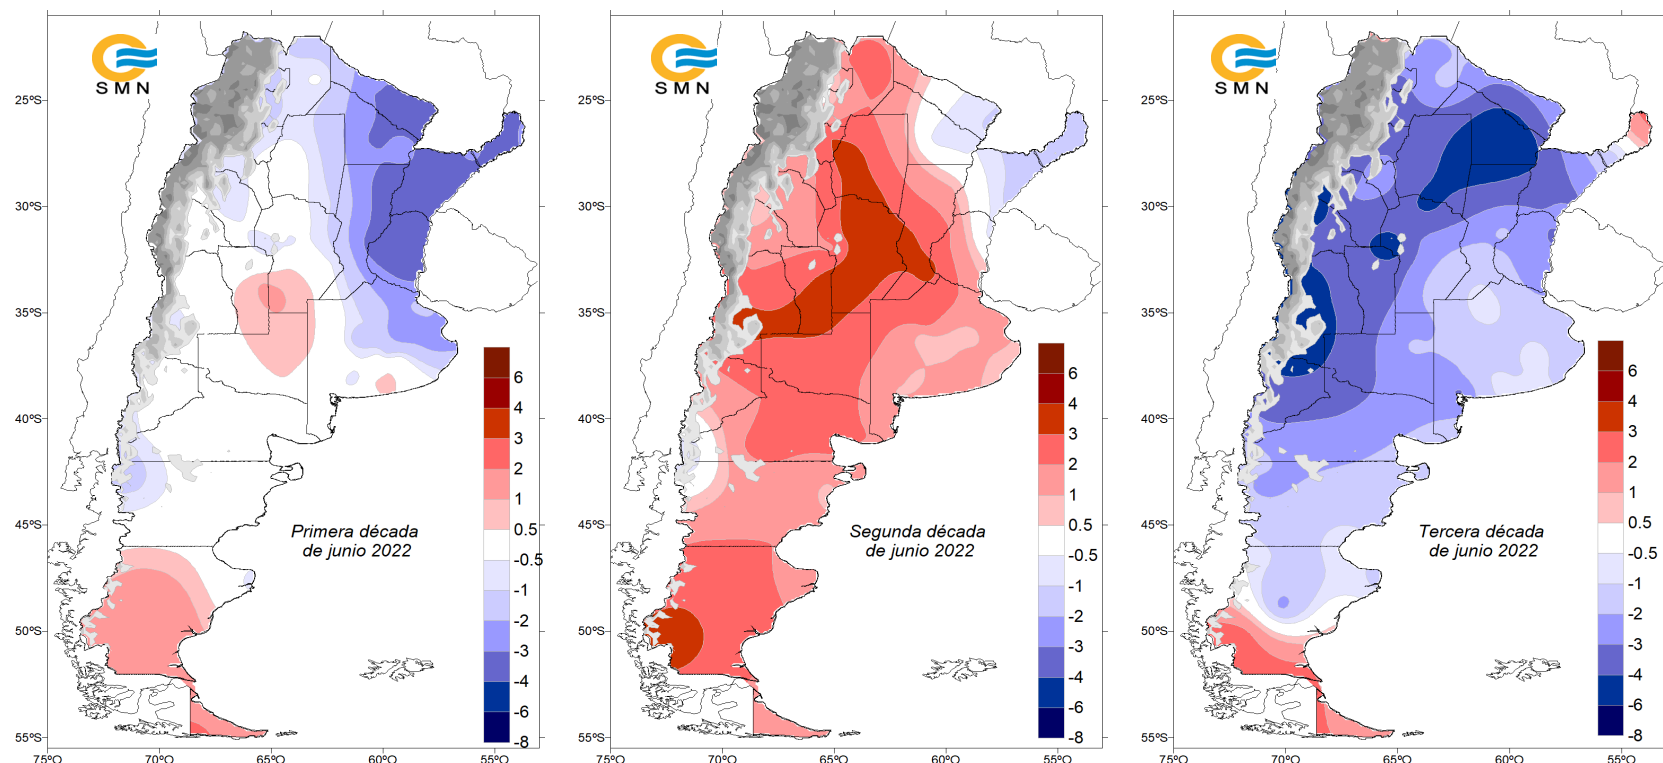 SMN
25°S
30°S
35°S
40°S
45°S
50°S
55°S
75°O
70°O
65°O
60°O
55°O
Primera década
de junio 2022
6
4
3
2
1
0.5
-0.5
-1
-2
-3
-4
-6
-8
SMN
25°S
30°S
35°S
40°S
45°S
50°S
55°S
75°O
70°O
65°O
60°O
55°O
Segunda década
de junio 2022
6
4
3
2
1
0.5
-0.5
-1
-2
-3
-4
-6
-8
SMN
25°S
30°S
35°S
40°S
45°S
50°S
55°S
75°O
70°O
65°O
60°O
55°O
Tercera década
de junio 2022
6
4
3
2
1
0.5
-0.5
-1
-2
-3
-4
-6
-8